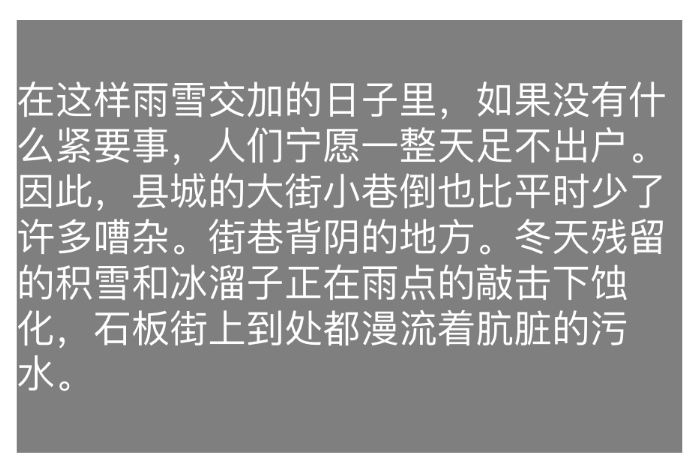 在这样雨雪交加的日子里，如果没有什
么紧要事，人们宁愿一整天足不出户。
因此，县城的大街小巷倒也比平时少了
许多嘈杂。街巷背阴的地方。冬天残留
的积雪和冰溜子正在雨点的敲击下蚀
化，石板街上到处都漫流着肮脏的污
水。